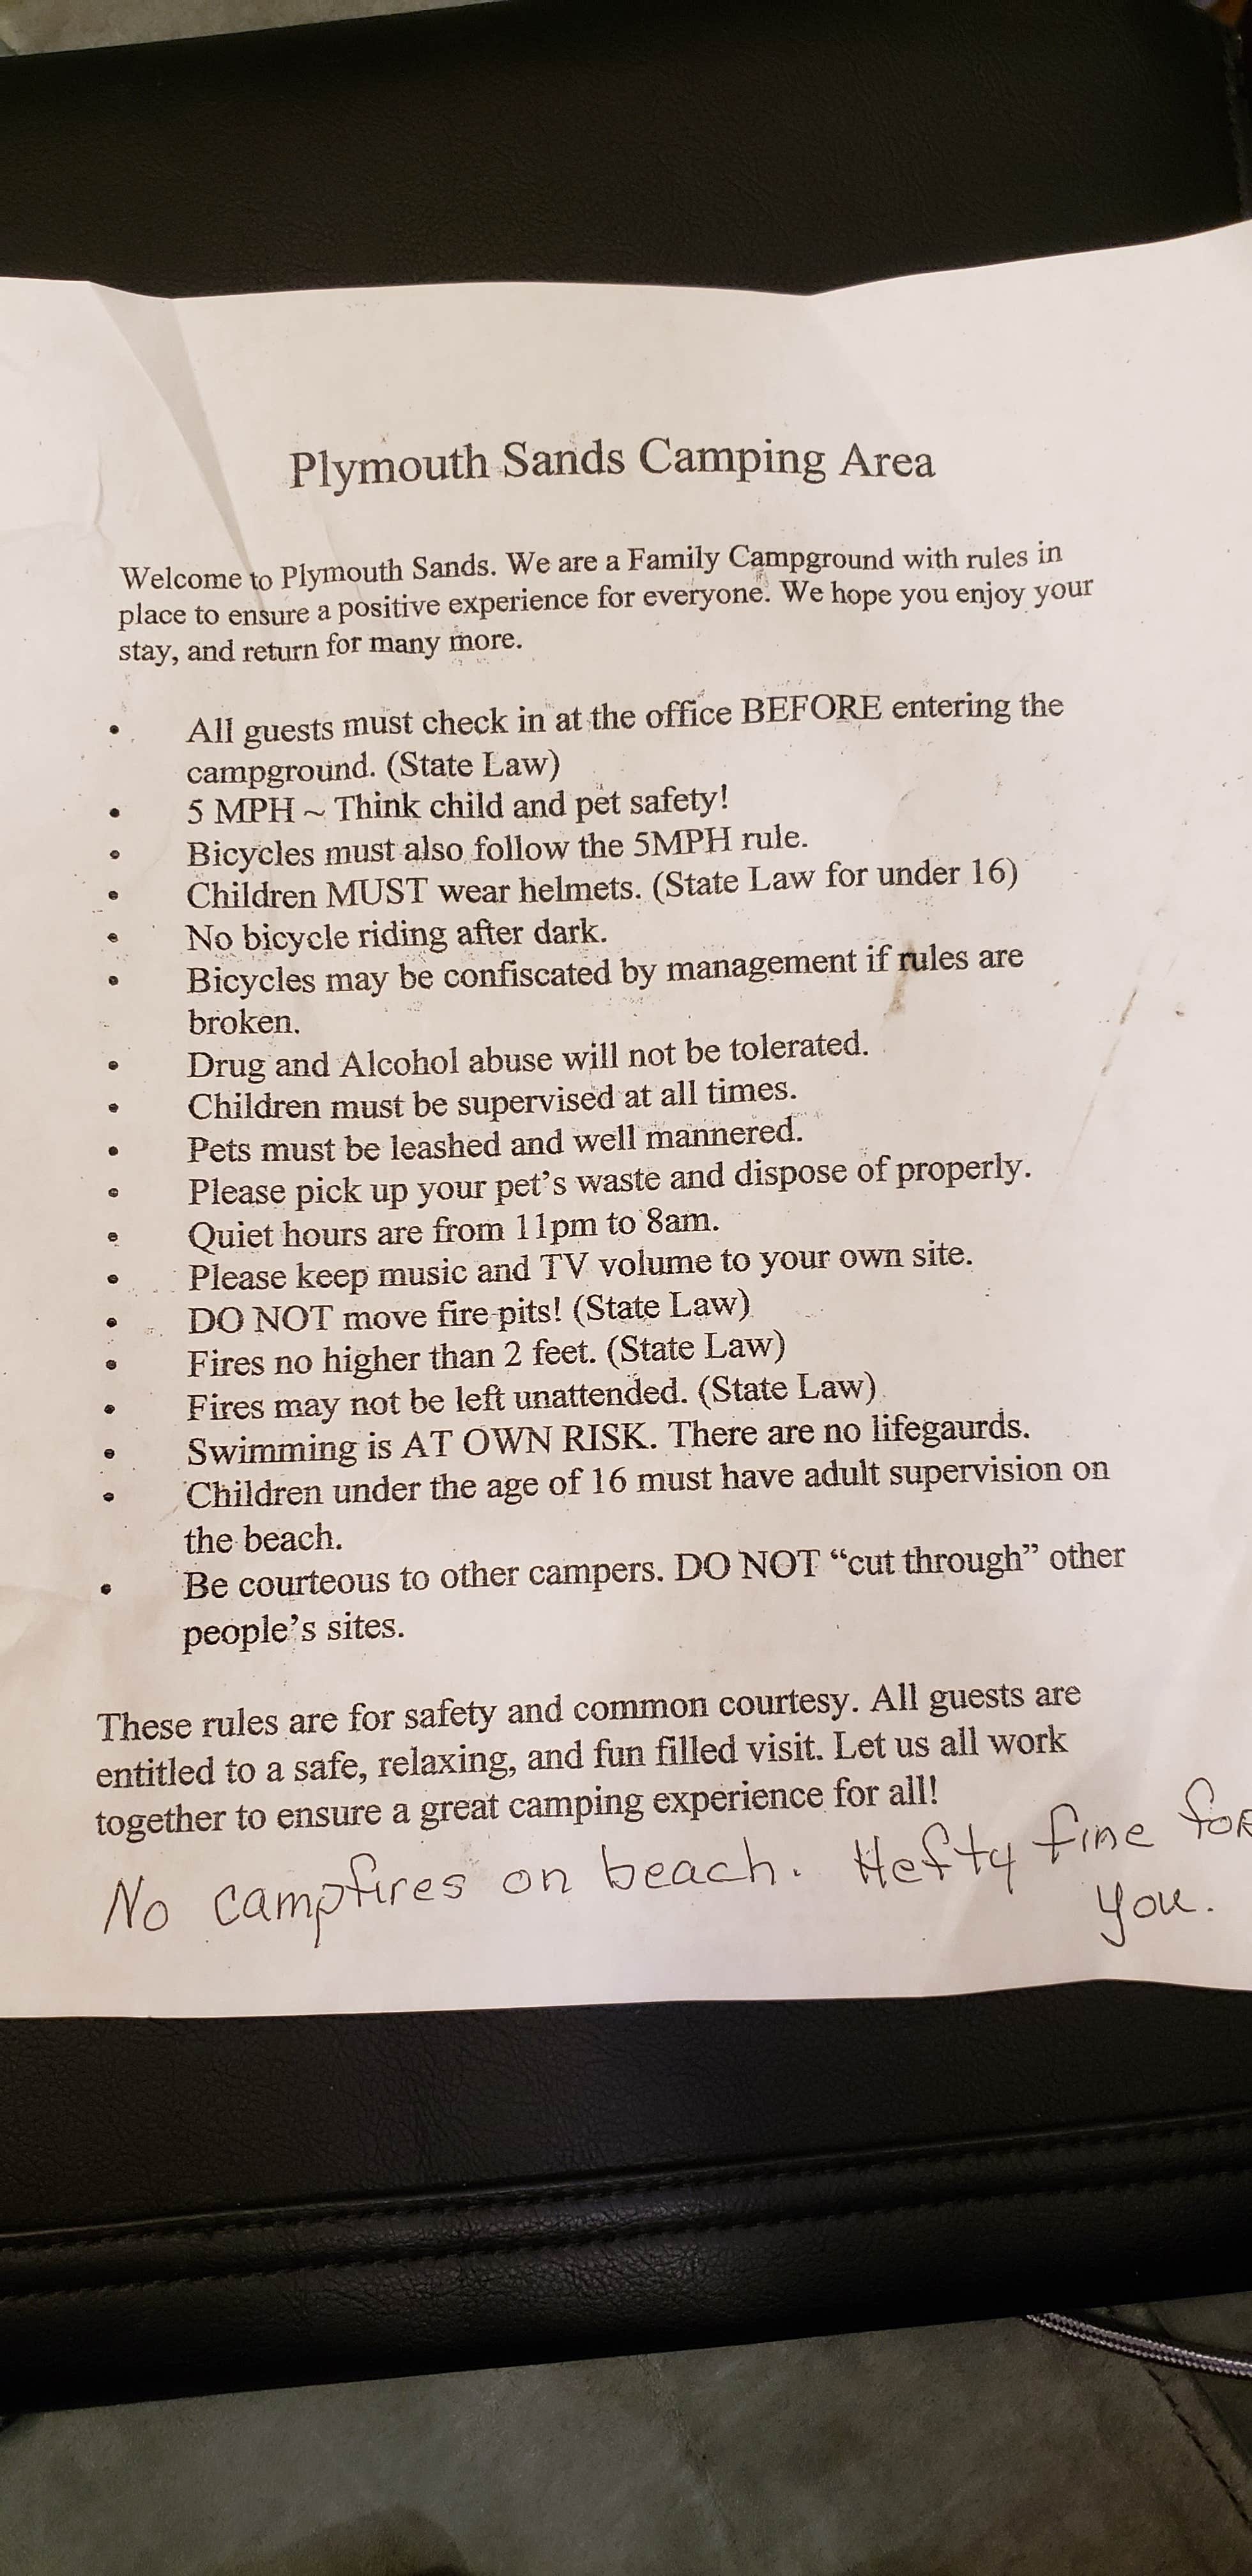 Plymouth Sands Camping Area
Welcome to Plymouth Sands. We are a Family Campground with rules in
place to ensure a positive experience for everyone. We hope you enjoy your
stay, and return for many more.
• All guests must check in at the office BEFORE entering the
campground. (State Law)
• 5 MPH ~ Think child and pet safety!
• Bicycles must also follow the 5MPH rule.
• Children MUST wear helmets. (State Law for under 16)
• No bicycle riding after dark.
• Bicycles may be confiscated by management if rules are
broken.
• Drug and Alcohol abuse will not be tolerated.
• Children must be supervised at all times.
• Pets must be leashed and well mannered.
• Please pick up your pet's waste and dispose of properly.
• Quiet hours are from 11pm to 8am.
• Please keep music and TV volume to your own site.
• DO NOT move fire pits! (State Law)
• Fires no higher than 2 feet. (State Law)
• Fires may not be left unattended. (State Law)
• Swimming is AT OWN RISK. There are no lifegaurds.
• Children under the age of 16 must have adult supervision on
the beach.
• Be courteous to other campers. DO NOT “cut through” other
people's sites.
These rules are for safety and common courtesy. All guests are
entitled to a safe, relaxing, and fun filled visit. Let us all work
together to ensure a great camping experience for all!
No campfires on beach. Hefty fine for
you.